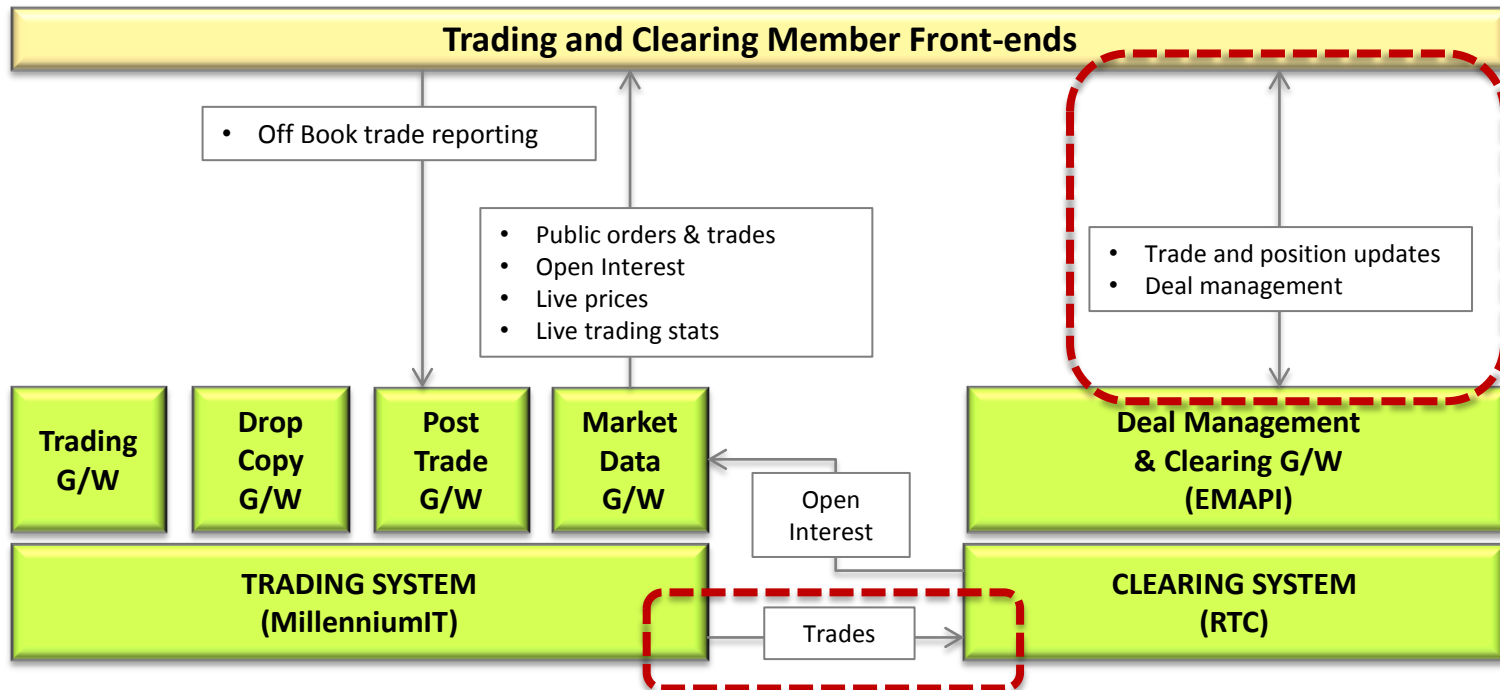 Trading and Clearing Member Front-ends
• Off Book trade reporting
• Public orders & trades
• Open Interest
• Live prices
• Live trading stats
• Trade and position updates
• Deal management
Trading
G/W
Drop
Copy
G/W
Post
Trade
G/W
Market
Data
G/W
Open
Interest
Deal Management
& Clearing G/W
(EMAPI)
TRADING SYSTEM
(MillenniumIT)
Trades
CLEARING SYSTEM
(RTC)